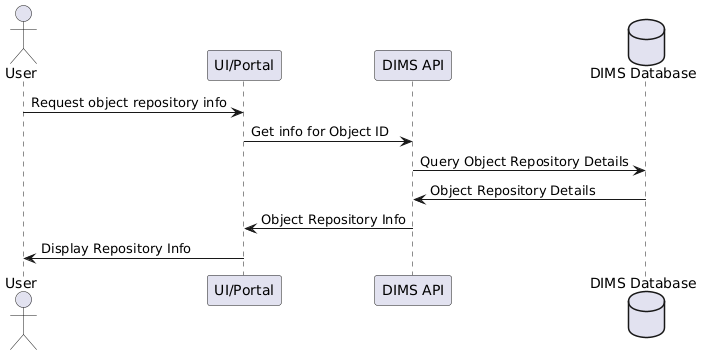 User
UI/Portal
DIMS API
DIMS Database
Request object repository info
Get info for Object ID
Query Object Repository Details
Object Repository Details
Object Repository Info
Display Repository Info
User
UI/Portal
DIMS API
DIMS Database